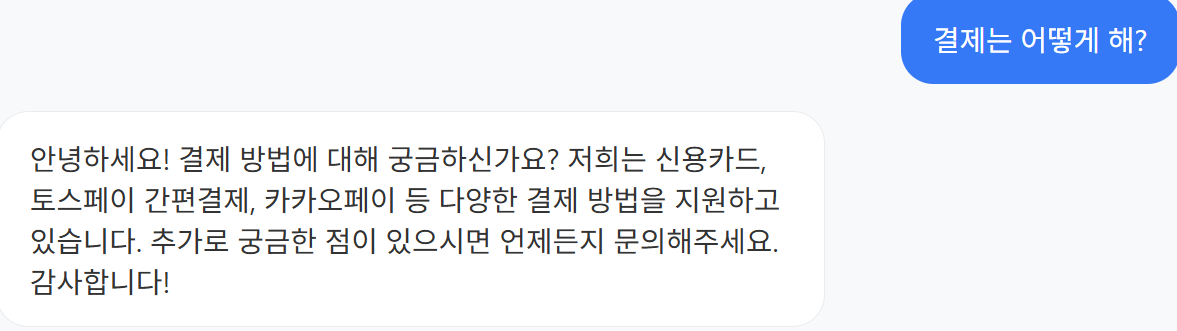 결제는 어떻게 해?
안녕하세요! 결제 방법에 대해 궁금하신가요? 저희는 신용카드,
토스페이 간편결제, 카카오페이 등 다양한 결제 방법을 지원하고
있습니다. 추가로 궁금한 점이 있으시면 언제든지 문의해주세요.
감사합니다!